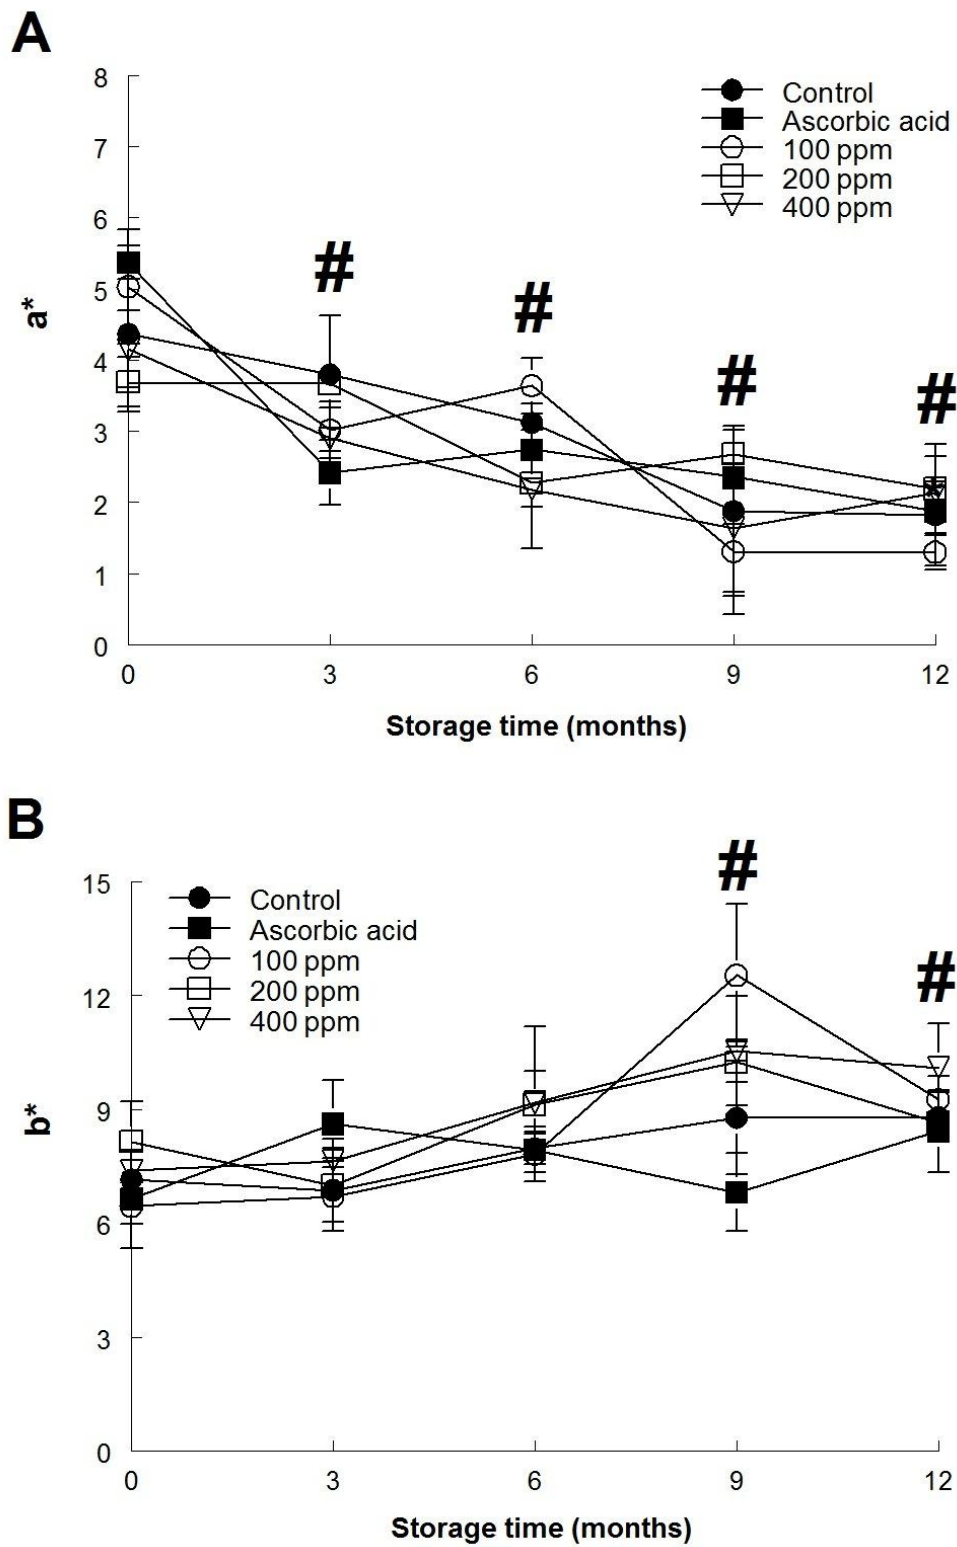 A
8
7
6
5
4
3
2
1
0
a*
Control
Ascorbic acid
100 ppm
200 ppm
400 ppm
#
#
#
#
*
0 3 6 9 12
Storage time (months)
B
15
12
9
6
3
0
b*
Control
Ascorbic acid
100 ppm
200 ppm
400 ppm
#
#
0 3 6 9 12
Storage time (months)